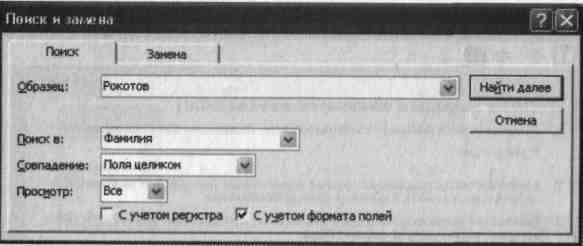 Поиск и замена
Поиск Замена
Образец: Рокотов Найти далее
Отмена
Поиск в: Фамилия
Совпадение: Поля целиком
Просмотр: Все
С учетом регистра С учетом формата полей